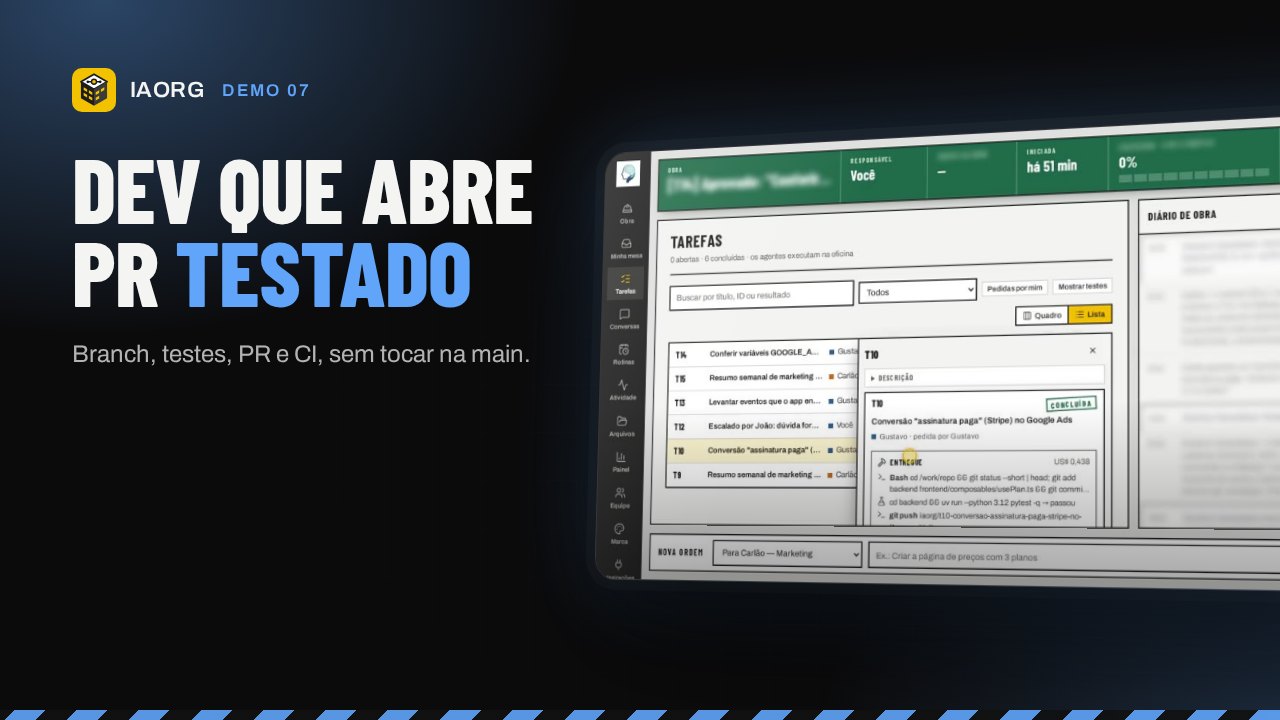 IAORG DEMO 07
DEV QUE ABRE
PR TESTADO
Branch, testes, PR e CI, sem tocar na main.
OBRA
RESPONSÁVEL
Você
—
INICIADA
há 51 min
0%
Obra
Minha mesa
Tarefas
Conversas
Rotinas
Atividade
Arquivos
Painel
Equipe
Marca
TAREFAS
0 abertas · 6 concluídas · os agentes executam na oficina
Buscar por título, ID ou resultado
Todos
Pedidas por mim
Mostrar testes
Quadro
Lista
T14 Conferir variáveis GOOGLE_A... Gusta
T15 Resumo semanal de marketing ... Carlão
T13 Levantar eventos que o app en... Gusta
T12 Escalado por João: dúvida for... Você
T10 Conversão "assinatura paga" (... Gusta
T9 Resumo semanal de marketing ... Carlão
T10 ×
DESCRIÇÃO
T10 CONCLUÍDA
Conversão "assinatura paga" (Stripe) no Google Ads
Gustavo · pedida por Gustavo
ENTREGUE US$ 0,438
Bash cd /work/repo && git status --short | head; git add
backend frontend/composables/usePlan.ts && git commi...
cd backend && uv run --python 3.12 pytest -q → passou
git push iaorg/t10-conversao-assinatura-paga-stripe-no-
DIÁRIO DE OBRA
NOVA ORDEM
Para Carlão — Marketing
Ex.: Criar a página de preços com 3 planos